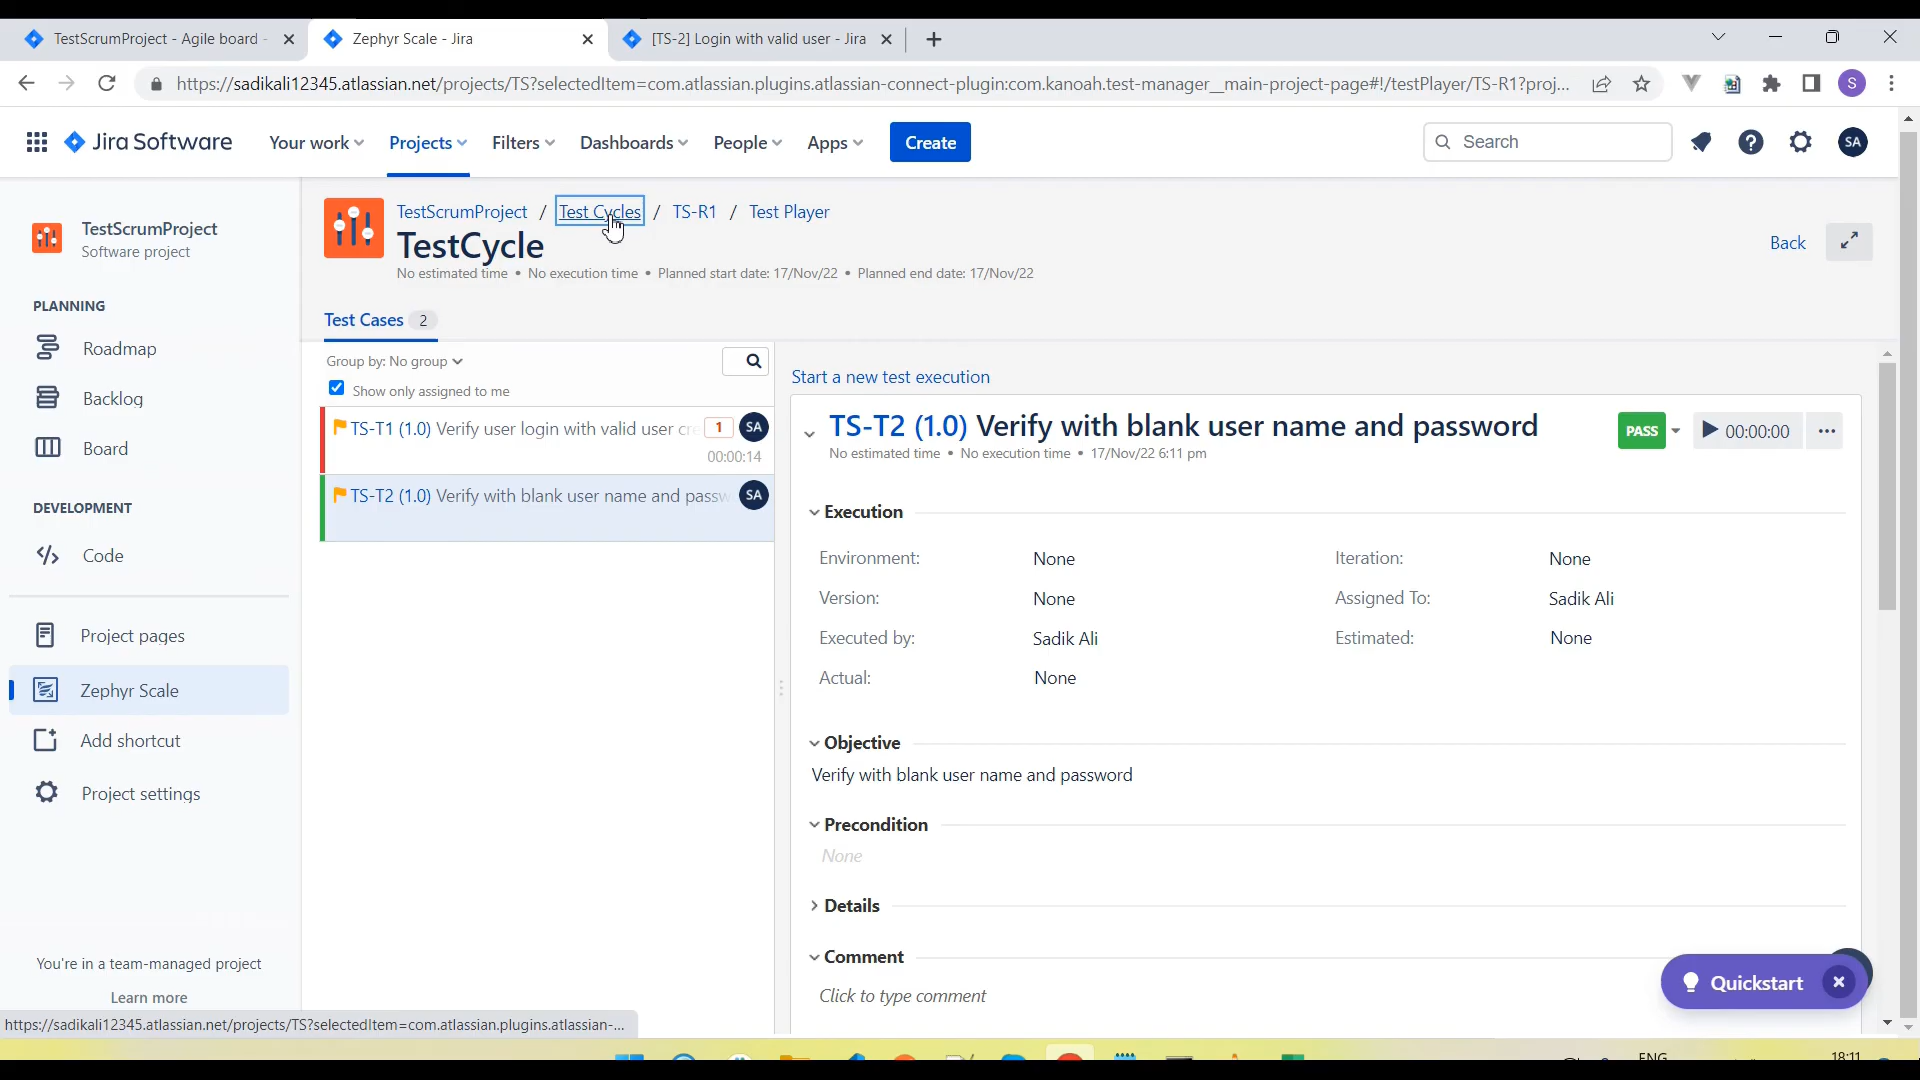 TestScrumProject - Agile board -
Zephyr Scale - Jira
[TS-2] Login with valid user - Jira
https://sadikali12345.atlassian.net/projects/TS?selectedItem=com.atlassian.plugins.atlassian-connect-plugin:com.kanoah.test-manager__main-project-page#!/testPlayer/TS-R1?proj...
S
Jira Software
Your work
Projects
Filters
Dashboards
People
Apps
Create
Search
SA
TestScrumProject
Software project
PLANNING
Roadmap
Backlog
Board
DEVELOPMENT
Code
Project pages
Zephyr Scale
Add shortcut
Project settings
You're in a team-managed project
Learn more
https://sadikali12345.atlassian.net/projects/TS?selectedItem=com.atlassian.plugins.atlassian-...
TestScrumProject / Test Cycles / TS-R1 / Test Player
TestCycle
No estimated time • No execution time • Planned start date: 17/Nov/22 • Planned end date: 17/Nov/22
Back
Test Cases 2
Group by: No group
Show only assigned to me
TS-T1 (1.0) Verify user login with valid user cre 1 SA
00:00:14
TS-T2 (1.0) Verify with blank user name and passw SA
Start a new test execution
TS-T2 (1.0) Verify with blank user name and password
PASS
00:00:00
No estimated time • No execution time • 17/Nov/22 6:11 pm
Execution
Environment: None Iteration: None
Version: None Assigned To: Sadik Ali
Executed by: Sadik Ali Estimated: None
Actual: None
Objective
Verify with blank user name and password
Precondition
None
Details
Comment
Click to type comment
Quickstart
ENG
18:11